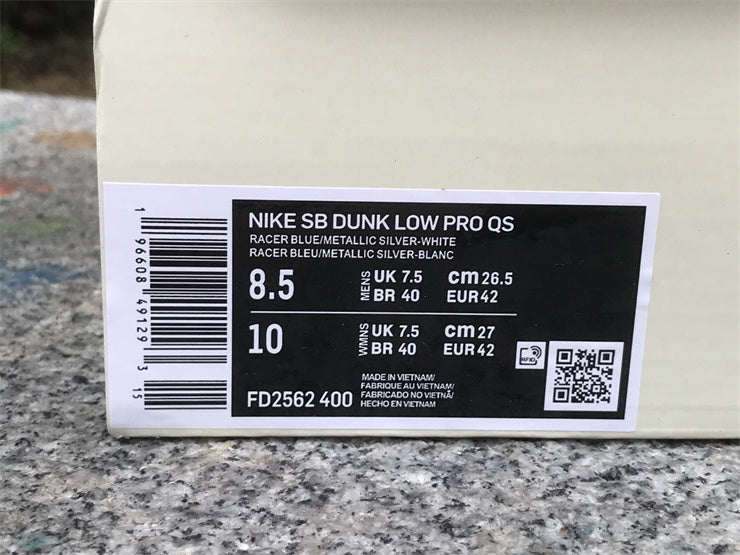 NIKE SB DUNK LOW PRO QS
RACER BLUE/METALLIC SILVER-WHITE
RACER BLEU/METALLIC SILVER-BLANC
8.5 MENS UK 7.5 cm 26.5
BR 40 EUR 42
10 WMNS UK 7.5 cm 27
BR 40 EUR 42
RFID
MADE IN VIETNAM/
FABRIQUE AU VIETNAM/
FABRICADO NO VIETNÃ/
HECHO EN VIETNAM
FD2562 400
1 96608 49129 3 15